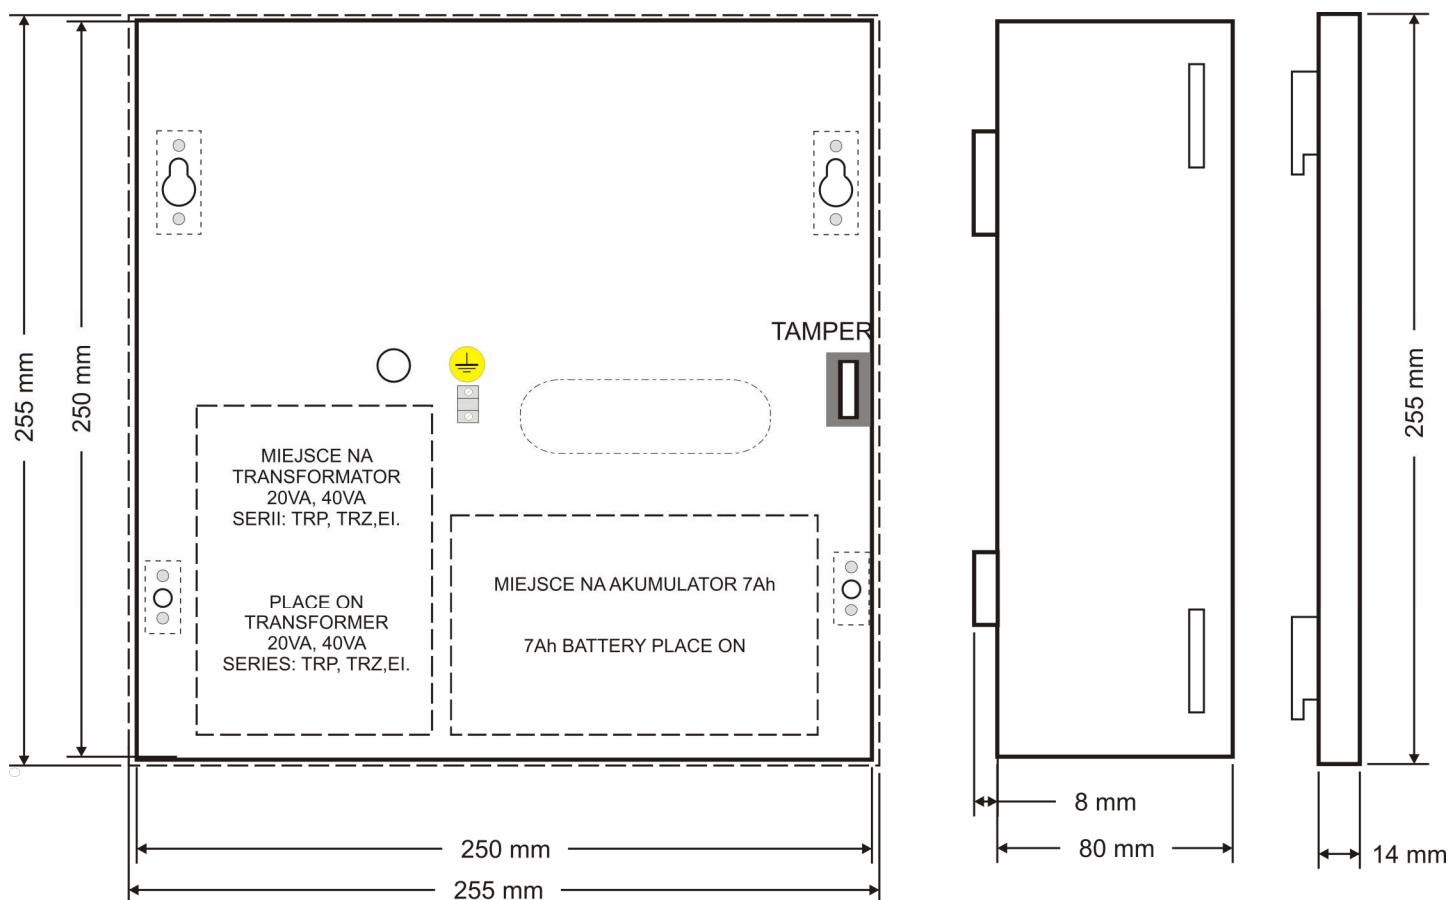 TAMPER
255 mm
250 mm
255 mm
MIEJSCE NA
TRANSFORMATOR
20VA, 40VA
SERII: TRP, TRZ,EI.
PLACE ON
TRANSFORMER
20VA, 40VA
SERIES: TRP, TRZ,EI.
MIEJSCE NA AKUMULATOR 7Ah
7Ah BATTERY PLACE ON
8 mm
250 mm
80 mm
14 mm
255 mm